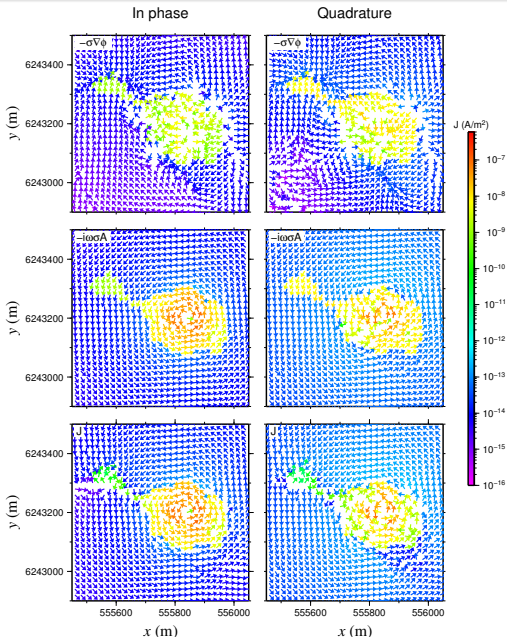 In phase Quadrature
−σ∇ϕ −σ∇ϕ
6243400
6243200
6243000
y (m)
J (A/m²)
10⁻⁷
10⁻⁸
10⁻⁹
10⁻¹⁰
10⁻¹¹
10⁻¹²
10⁻¹³
10⁻¹⁴
10⁻¹⁵
10⁻¹⁶
−iωσA −iωσA
6243400
6243200
6243000
y (m)
J J
6243400
6243200
6243000
y (m)
555600 555800 556000 555600 555800 556000
x (m) x (m)